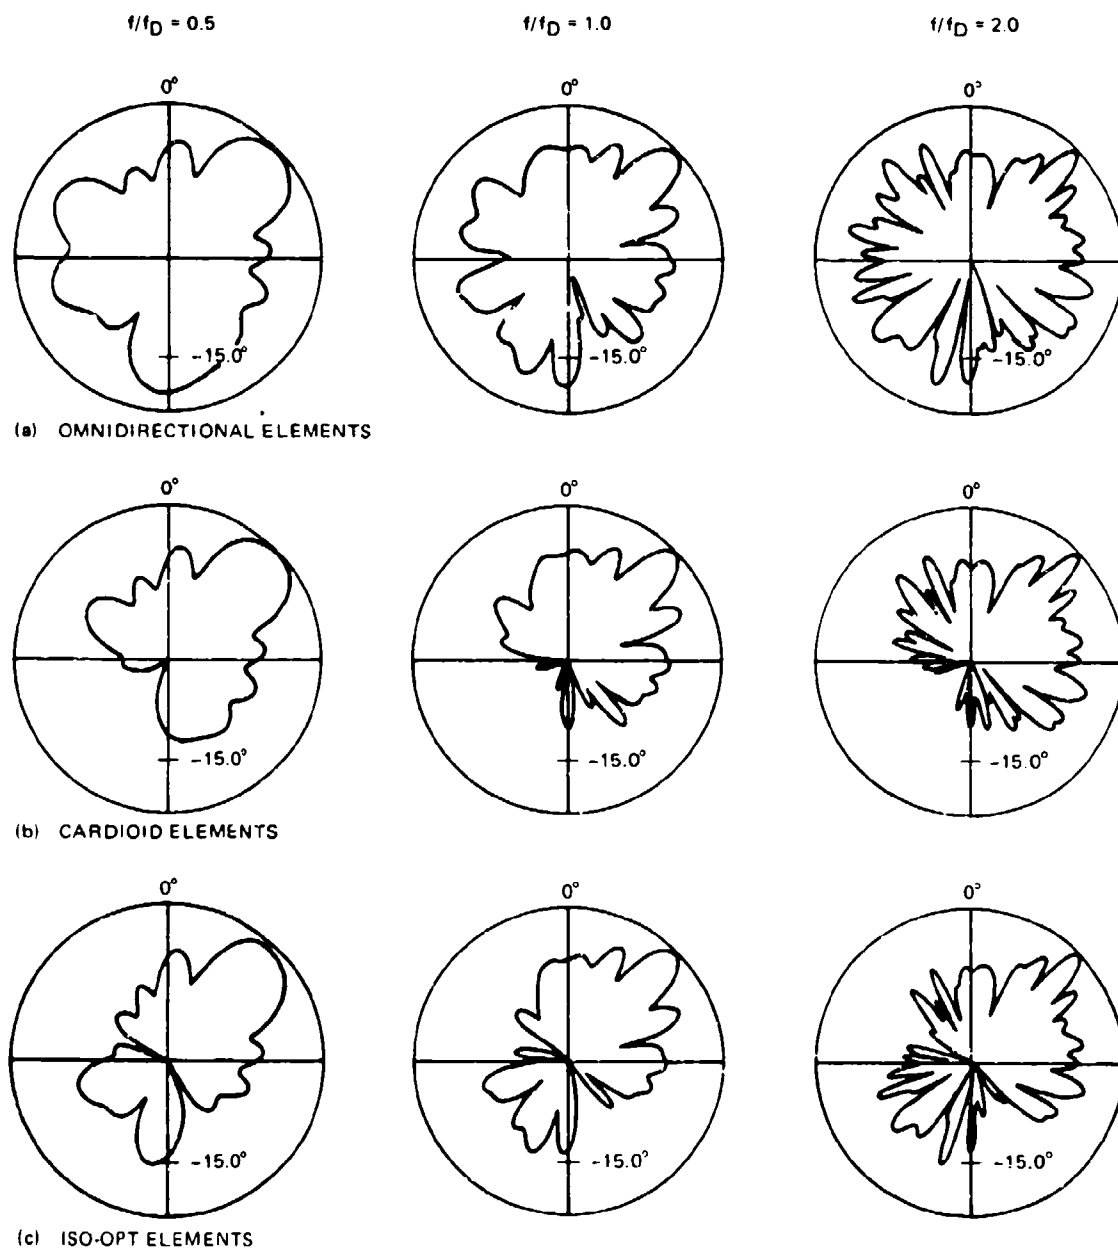 f/fD = 0.5 f/fD = 1.0 f/fD = 2.0
0° 0° 0°
-15.0° -15.0° -15.0°
(a) OMNIDIRECTIONAL ELEMENTS
0° 0° 0°
-15.0° -15.0° -15.0°
(b) CARDIOID ELEMENTS
0° 0° 0°
-15.0° -15.0° -15.0°
(c) ISO-OPT ELEMENTS